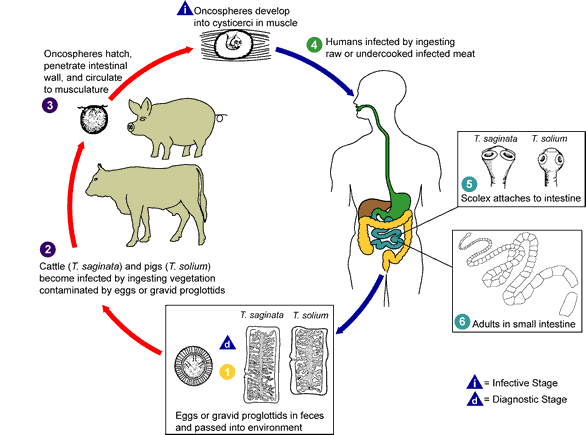 i
Oncospheres develop
into cysticerci in muscle
Oncospheres hatch,
penetrate intestinal
wall, and circulate
to musculature
3
4
Humans infected by ingesting
raw or undercooked infected meat
T. saginata
T. solium
5
Scolex attaches to intestine
2
Cattle (T. saginata) and pigs (T. solium)
become infected by ingesting vegetation
contaminated by eggs or gravid proglottids
6
Adults in small intestine
T. saginata
T. solium
d
1
Eggs or gravid proglottids in feces
and passed into environment
i = Infective Stage
d = Diagnostic Stage